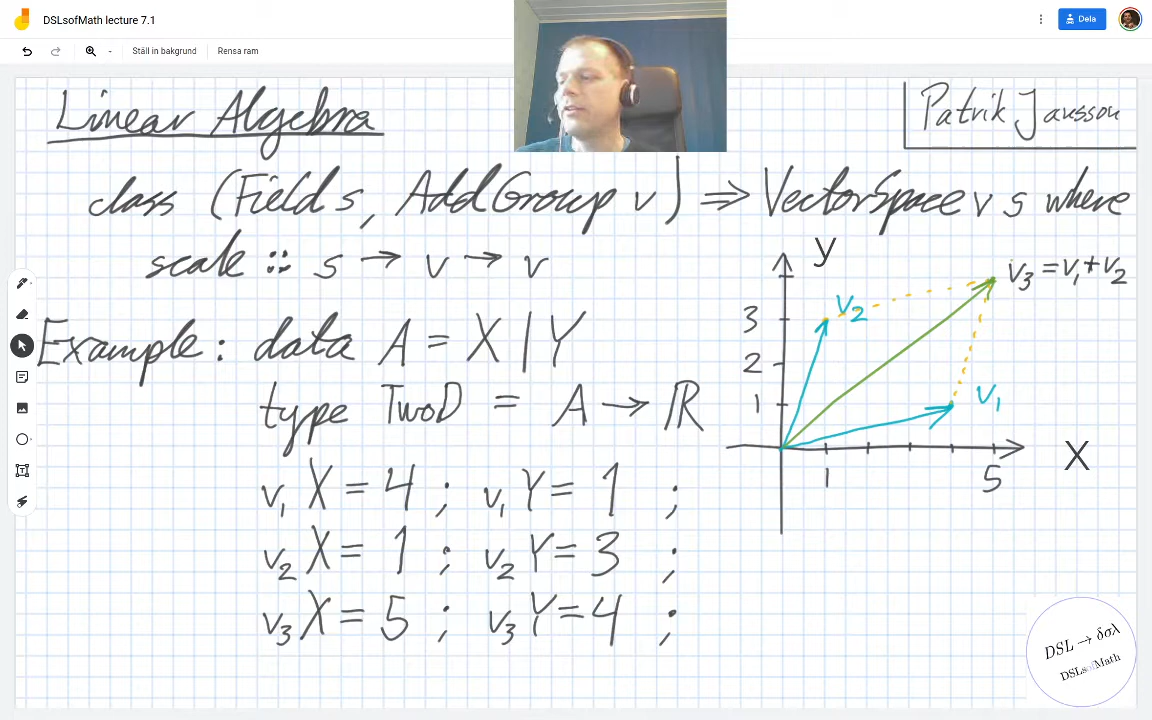 DSLsofMath lecture 7.1
Dela
Ställ in bakgrund Rensa ram
Linear Algebra
Patrik Jansson
class (Field s, AddGroup v) ⇒ VectorSpace v s where
scale :: s → v → v
Example: data A = X | Y
type TwoD = A → ℝ
v₁ X = 4 ; v₁ Y = 1 ;
v₂ X = 1 ; v₂ Y = 3 ;
v₃ X = 5 ; v₃ Y = 4 ;
y
v₃ = v₁ + v₂
v₂
3
2
1
v₁
1 5
X
DSL → δσλ
DSLsofMath